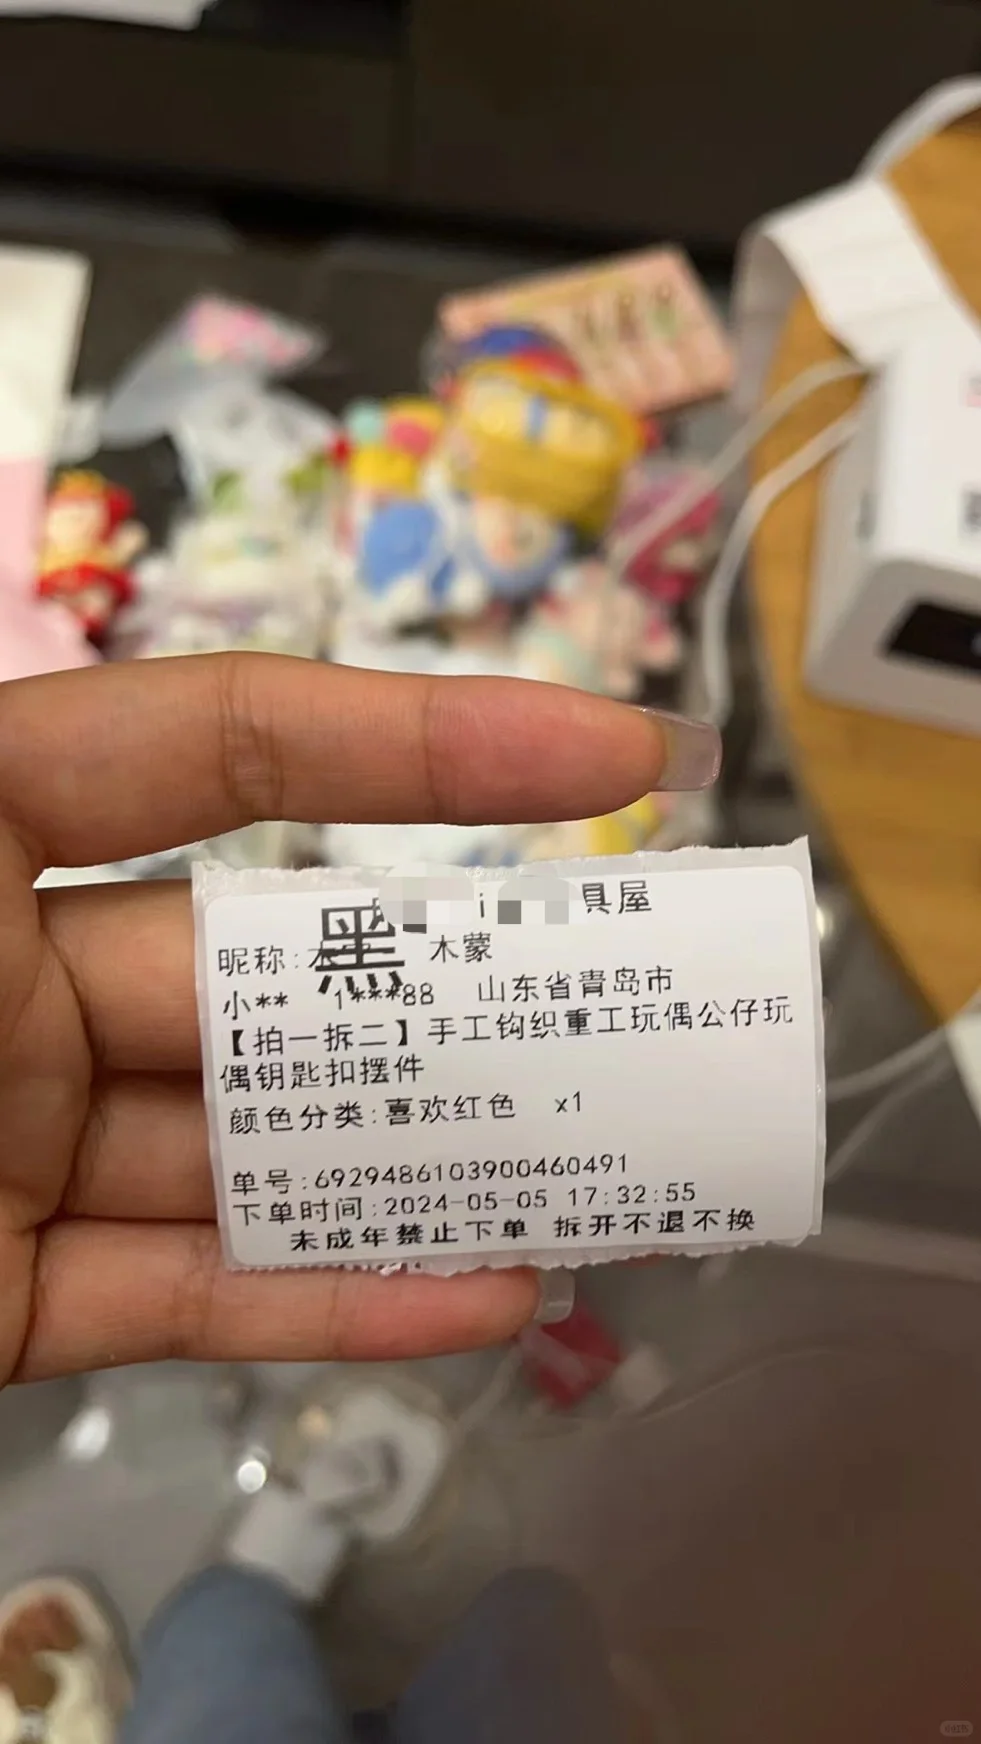 i 具屋
黑
昵称: 木蒙
小** 1***88 山东省青岛市
【拍一拆二】手工钩织重工玩偶公仔玩
偶钥匙扣摆件
颜色分类:喜欢红色 x1
单号:6929486103900460491
下单时间:2024-05-05 17:32:55
未成年禁止下单 拆开不退不换